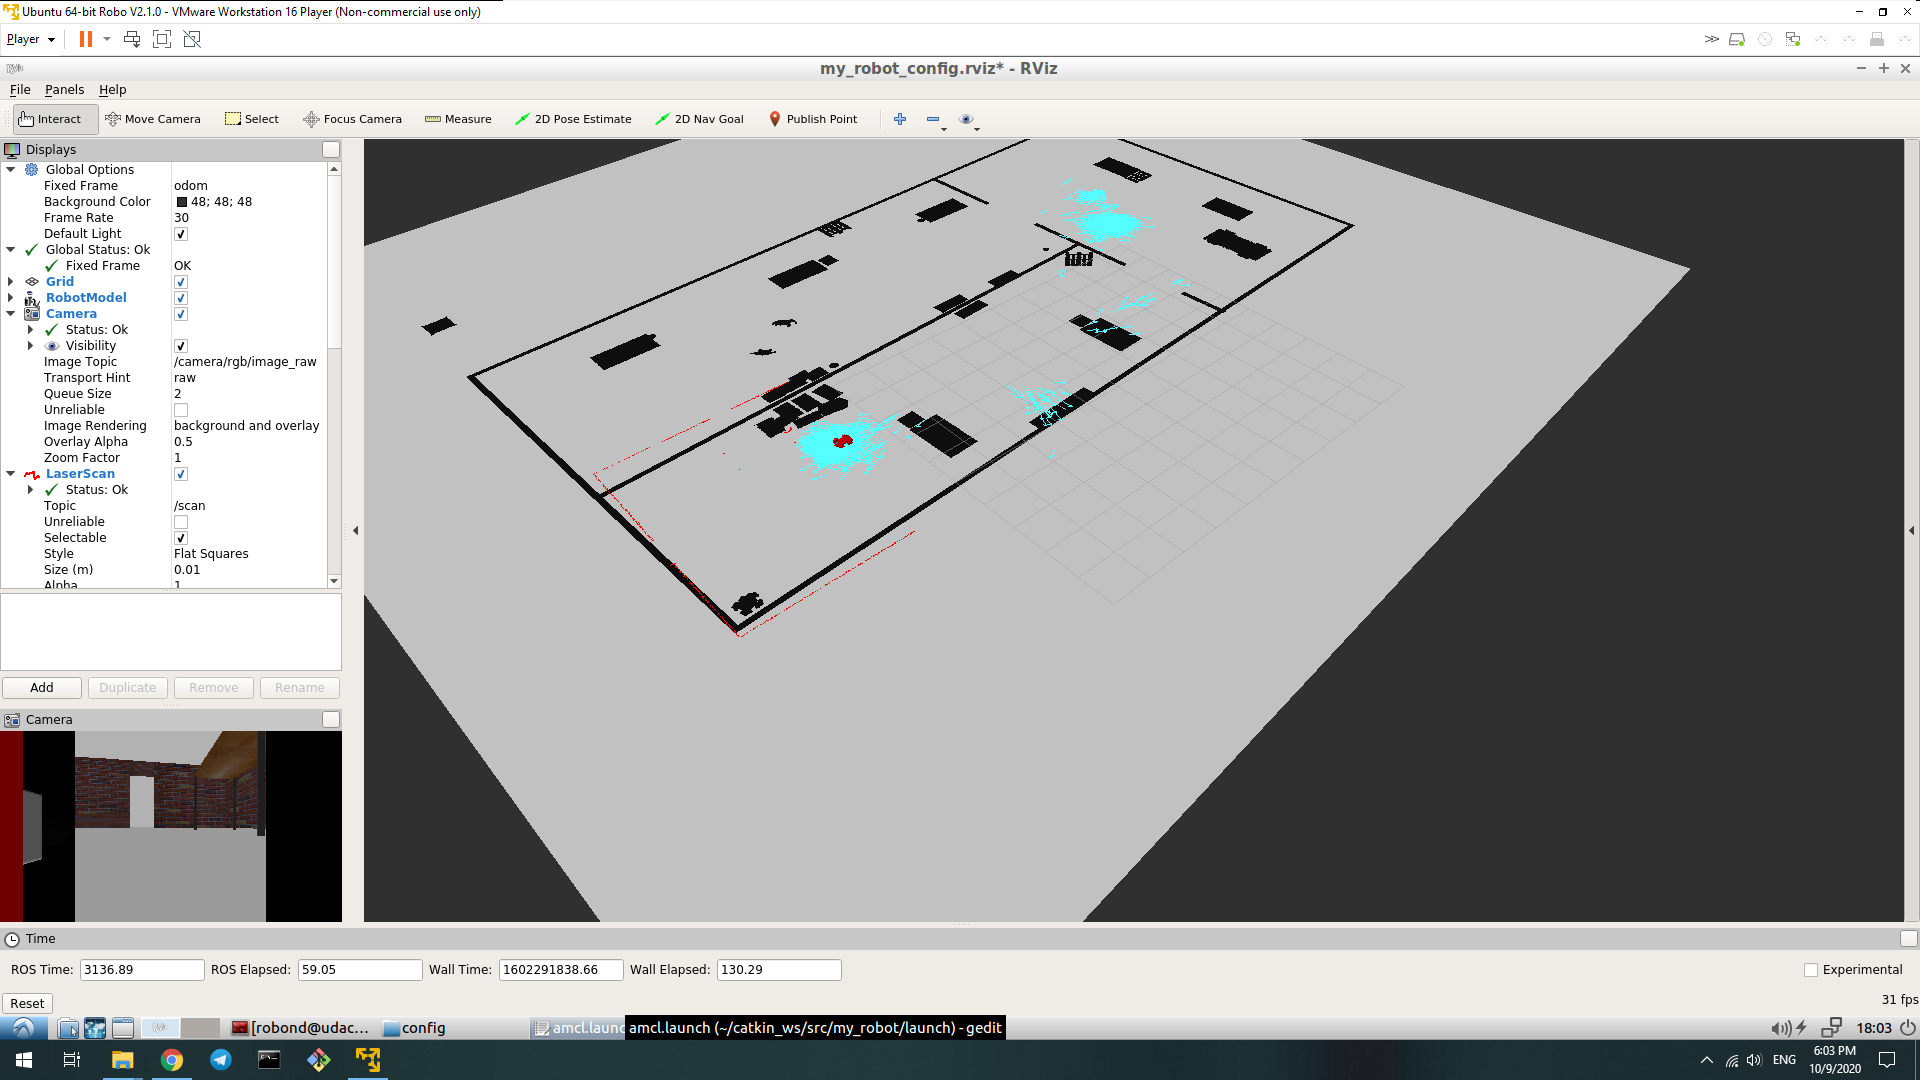 Ubuntu 64-bit Robo V2.1.0 - VMware Workstation 16 Player (Non-commercial use only)
Player
my_robot_config.rviz* - RViz
File Panels Help
Interact Move Camera Select Focus Camera Measure 2D Pose Estimate 2D Nav Goal Publish Point
Displays
Global Options
Fixed Frame odom
Background Color 48; 48; 48
Frame Rate 30
Default Light
Global Status: Ok
Fixed Frame OK
Grid
RobotModel
Camera
Status: Ok
Visibility
Image Topic /camera/rgb/image_raw
Transport Hint raw
Queue Size 2
Unreliable
Image Rendering background and overlay
Overlay Alpha 0.5
Zoom Factor 1
LaserScan
Status: Ok
Topic /scan
Unreliable
Selectable
Style Flat Squares
Size (m) 0.01
Alpha 1
Add Duplicate Remove Rename
Camera
Time
ROS Time: 3136.89 ROS Elapsed: 59.05 Wall Time: 1602291838.66 Wall Elapsed: 130.29 Experimental
Reset 31 fps
[robond@udac... config amcl.launc amcl.launch (~/catkin_ws/src/my_robot/launch) - gedit 18:03
ENG 6:03 PM
10/9/2020